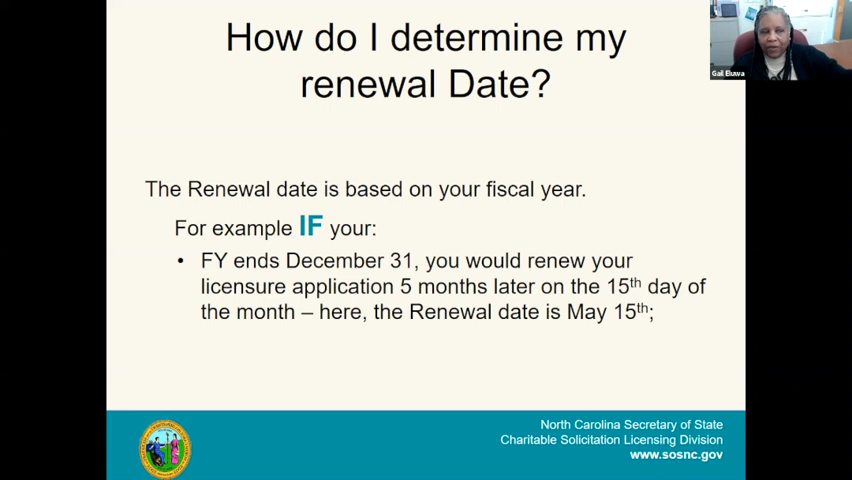 How do I determine my
renewal Date?
Gail Eluwa
The Renewal date is based on your fiscal year.
For example IF your:
• FY ends December 31, you would renew your
licensure application 5 months later on the 15th day of
the month – here, the Renewal date is May 15th;
North Carolina Secretary of State
Charitable Solicitation Licensing Division
www.sosnc.gov